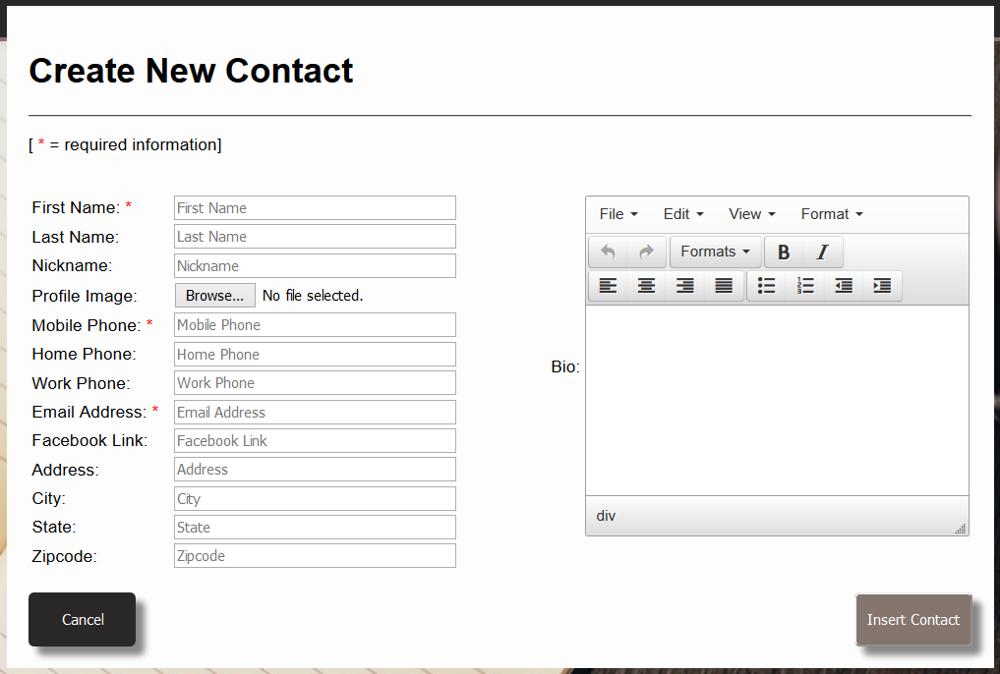 Create New Contact
[ * = required information]
First Name: * First Name
Last Name: Last Name
Nickname: Nickname
Profile Image: Browse... No file selected.
Mobile Phone: * Mobile Phone
Home Phone: Home Phone
Work Phone: Work Phone
Email Address: * Email Address
Facebook Link: Facebook Link
Address: Address
City: City
State: State
Zipcode: Zipcode
Bio:
File Edit View Format
Formats B I
div
Cancel
Insert Contact